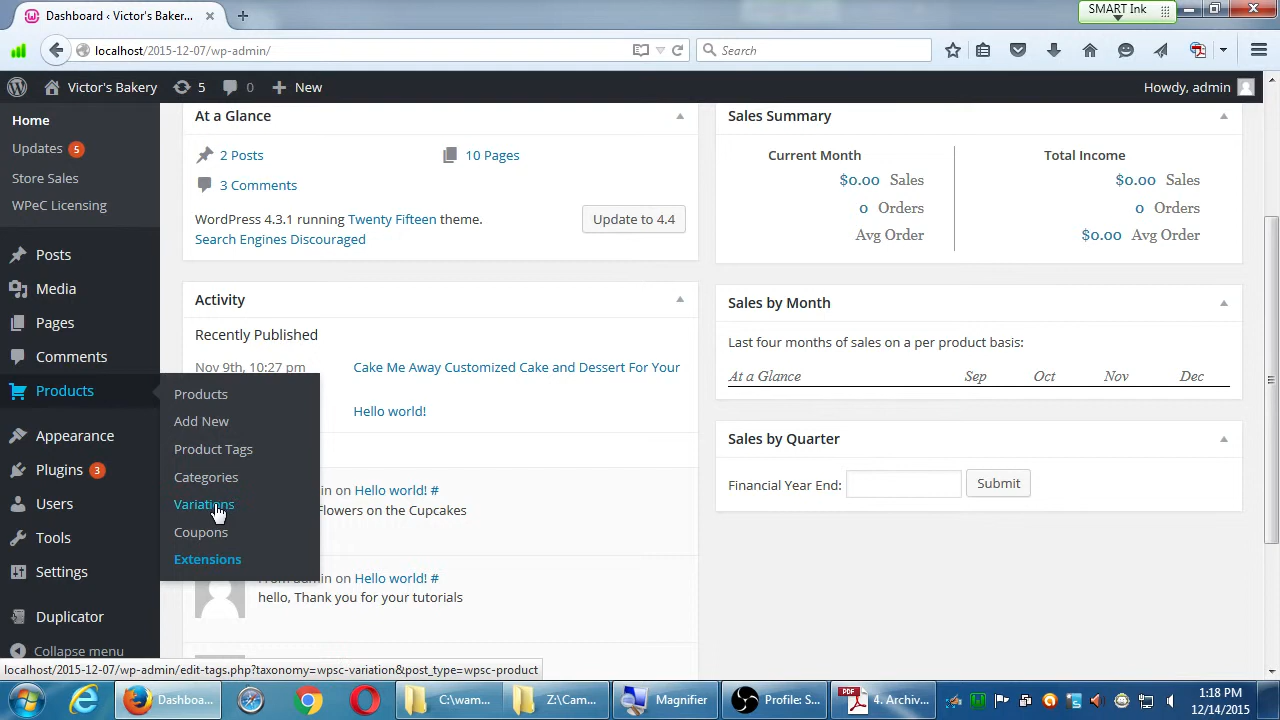 Dashboard ‹ Victor's Bakery...
SMART Ink
localhost/2015-12-07/wp-admin/
Search
Victor's Bakery
5
0
New
Howdy, admin
Home
Updates 5
Store Sales
WPeC Licensing
Posts
Media
Pages
Comments
Products
Appearance
Plugins 3
Users
Tools
Settings
Duplicator
Collapse menu
Products
Add New
Product Tags
Categories
Variations
Coupons
Extensions
At a Glance
2 Posts
10 Pages
3 Comments
WordPress 4.3.1 running Twenty Fifteen theme.
Update to 4.4
Search Engines Discouraged
Activity
Recently Published
Nov 9th, 10:27 pm
Cake Me Away Customized Cake and Dessert For Your
Hello world!
in on Hello world! #
Flowers on the Cupcakes
in on Hello world! #
hello, Thank you for your tutorials
Sales Summary
Current Month
Total Income
$0.00 Sales
$0.00 Sales
0 Orders
0 Orders
Avg Order
$0.00 Avg Order
Sales by Month
Last four months of sales on a per product basis:
At a Glance Sep Oct Nov Dec
Sales by Quarter
Financial Year End:
Submit
localhost/2015-12-07/wp-admin/edit-tags.php?taxonomy=wpsc-variation&post_type=wpsc-product
Dashboa...
C:\wam...
Z:\Cam...
Magnifier
Profile: S...
PDF
4. Archiv...
1:18 PM
12/14/2015